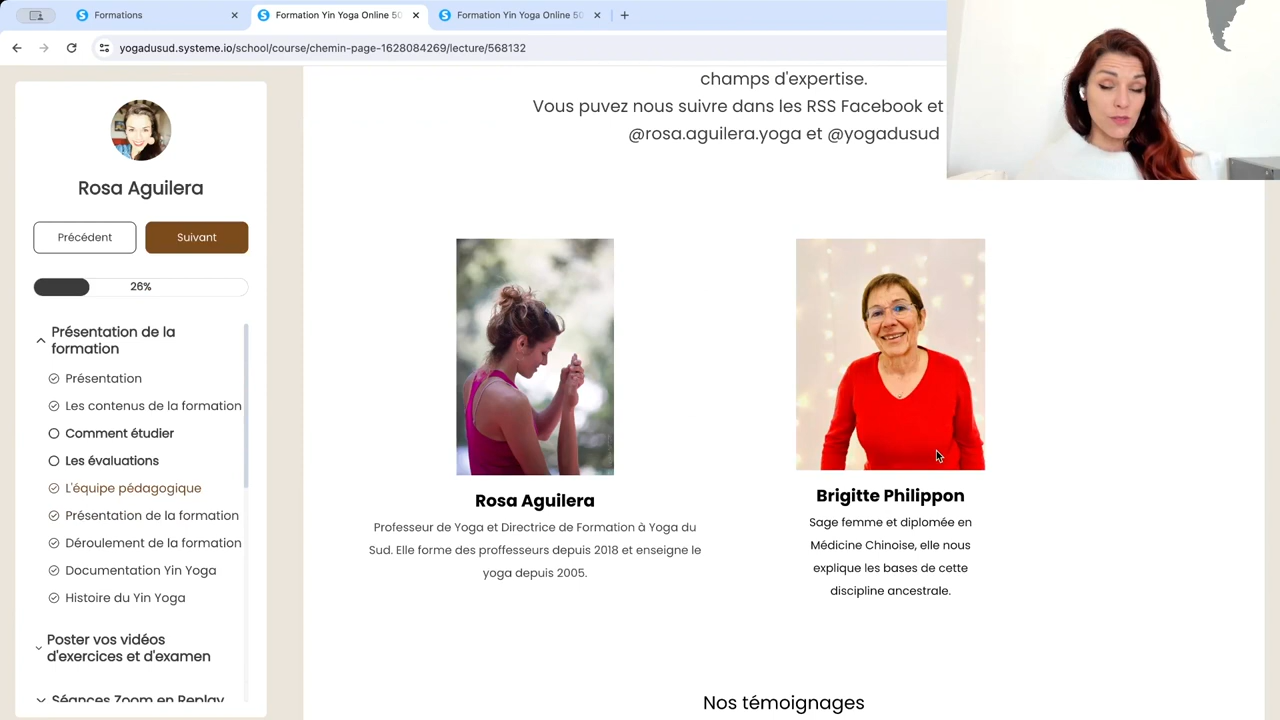 Formations
Formation Yin Yoga Online 50
Formation Yin Yoga Online 50
yogadusud.systeme.io/school/course/chemin-page-1628084269/lecture/568132
Rosa Aguilera
Précédent
Suivant
26%
Présentation de la
formation
Présentation
Les contenus de la formation
Comment étudier
Les évaluations
L'équipe pédagogique
Présentation de la formation
Déroulement de la formation
Documentation Yin Yoga
Histoire du Yin Yoga
Poster vos vidéos
d'exercices et d'examen
Séances Zoom en Replay
champs d'expertise.
Vous puvez nous suivre dans les RSS Facebook et
@rosa.aguilera.yoga et @yogadusud
Rosa Aguilera
Professeur de Yoga et Directrice de Formation à Yoga du
Sud. Elle forme des proffesseurs depuis 2018 et enseigne le
yoga depuis 2005.
Brigitte Philippon
Sage femme et diplomée en
Médicine Chinoise, elle nous
explique les bases de cette
discipline ancestrale.
Nos témoignages